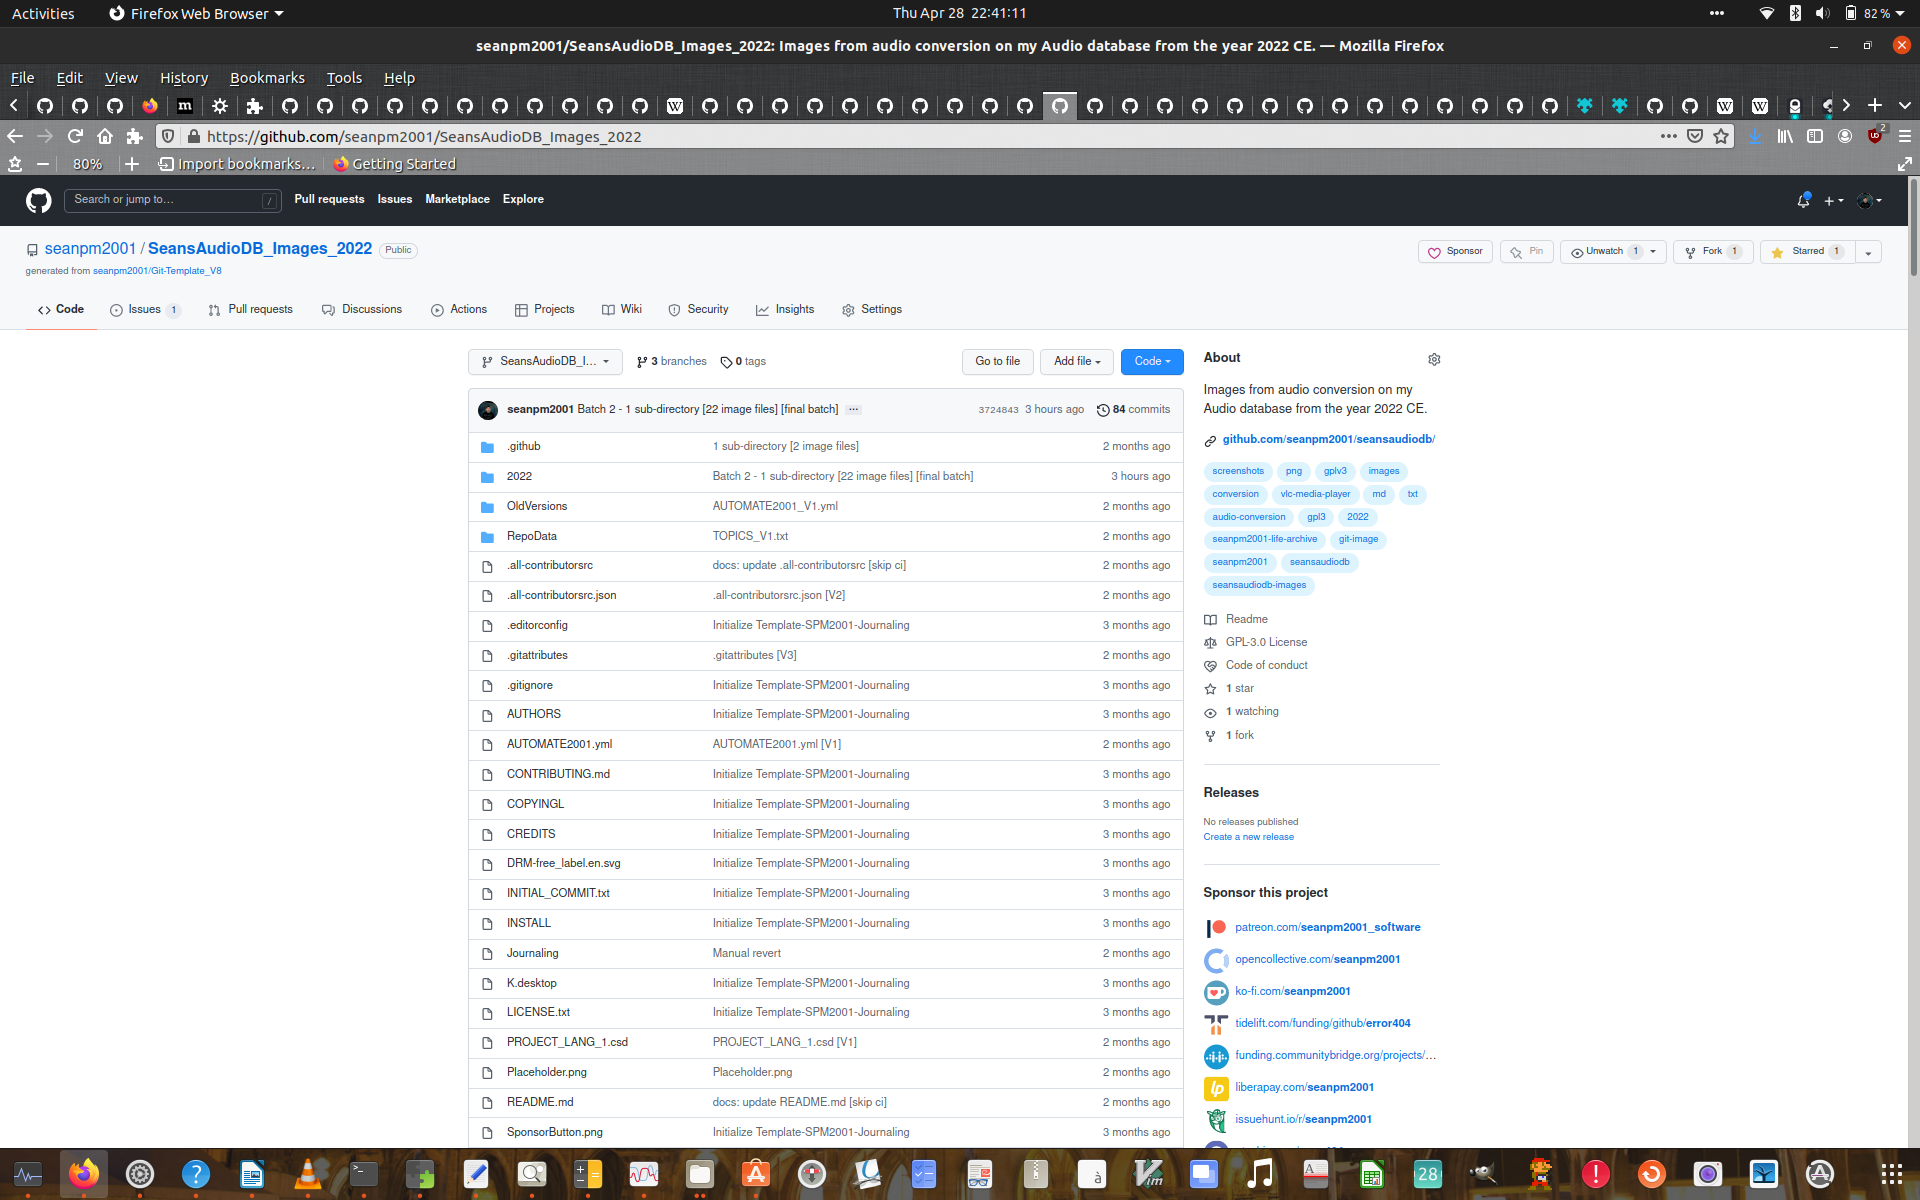 Activities Firefox Web Browser Thu Apr 28 22:41:11 82 %
seanpm2001/SeansAudioDB_Images_2022: Images from audio conversion on my Audio database from the year 2022 CE. — Mozilla Firefox
File Edit View History Bookmarks Tools Help
https://github.com/seanpm2001/SeansAudioDB_Images_2022 2
80% Import bookmarks… Getting Started
Search or jump to… / Pull requests Issues Marketplace Explore
seanpm2001 / SeansAudioDB_Images_2022 Public Sponsor Pin Unwatch 1 Fork 1 Starred 1
generated from seanpm2001/Git-Template_V8
Code Issues 1 Pull requests Discussions Actions Projects Wiki Security Insights Settings
SeansAudioDB_I… 3 branches 0 tags Go to file Add file Code
seanpm2001 Batch 2 - 1 sub-directory [22 image files] [final batch] … 3724843 3 hours ago 84 commits
.github 1 sub-directory [2 image files] 2 months ago
2022 Batch 2 - 1 sub-directory [22 image files] [final batch] 3 hours ago
OldVersions AUTOMATE2001_V1.yml 2 months ago
RepoData TOPICS_V1.txt 2 months ago
.all-contributorsrc docs: update .all-contributorsrc [skip ci] 2 months ago
.all-contributorsrc.json .all-contributorsrc.json [V2] 2 months ago
.editorconfig Initialize Template-SPM2001-Journaling 3 months ago
.gitattributes .gitattributes [V3] 2 months ago
.gitignore Initialize Template-SPM2001-Journaling 3 months ago
AUTHORS Initialize Template-SPM2001-Journaling 3 months ago
AUTOMATE2001.yml AUTOMATE2001.yml [V1] 2 months ago
CONTRIBUTING.md Initialize Template-SPM2001-Journaling 3 months ago
COPYINGL Initialize Template-SPM2001-Journaling 3 months ago
CREDITS Initialize Template-SPM2001-Journaling 3 months ago
DRM-free_label.en.svg Initialize Template-SPM2001-Journaling 3 months ago
INITIAL_COMMIT.txt Initialize Template-SPM2001-Journaling 3 months ago
INSTALL Initialize Template-SPM2001-Journaling 3 months ago
Journaling Manual revert 2 months ago
K.desktop Initialize Template-SPM2001-Journaling 3 months ago
LICENSE.txt Initialize Template-SPM2001-Journaling 3 months ago
PROJECT_LANG_1.csd PROJECT_LANG_1.csd [V1] 2 months ago
Placeholder.png Placeholder.png 2 months ago
README.md docs: update README.md [skip ci] 2 months ago
SponsorButton.png Initialize Template-SPM2001-Journaling 3 months ago
About
Images from audio conversion on my
Audio database from the year 2022 CE.
github.com/seanpm2001/seansaudiodb/
screenshots png gplv3 images
conversion vlc-media-player md txt
audio-conversion gpl3 2022
seanpm2001-life-archive git-image
seanpm2001 seansaudiodb
seansaudiodb-images
Readme
GPL-3.0 License
Code of conduct
1 star
1 watching
1 fork
Releases
No releases published
Create a new release
Sponsor this project
patreon.com/seanpm2001_software
opencollective.com/seanpm2001
ko-fi.com/seanpm2001
tidelift.com/funding/github/error404
funding.communitybridge.org/projects/…
liberapay.com/seanpm2001
issuehunt.io/r/seanpm2001
28